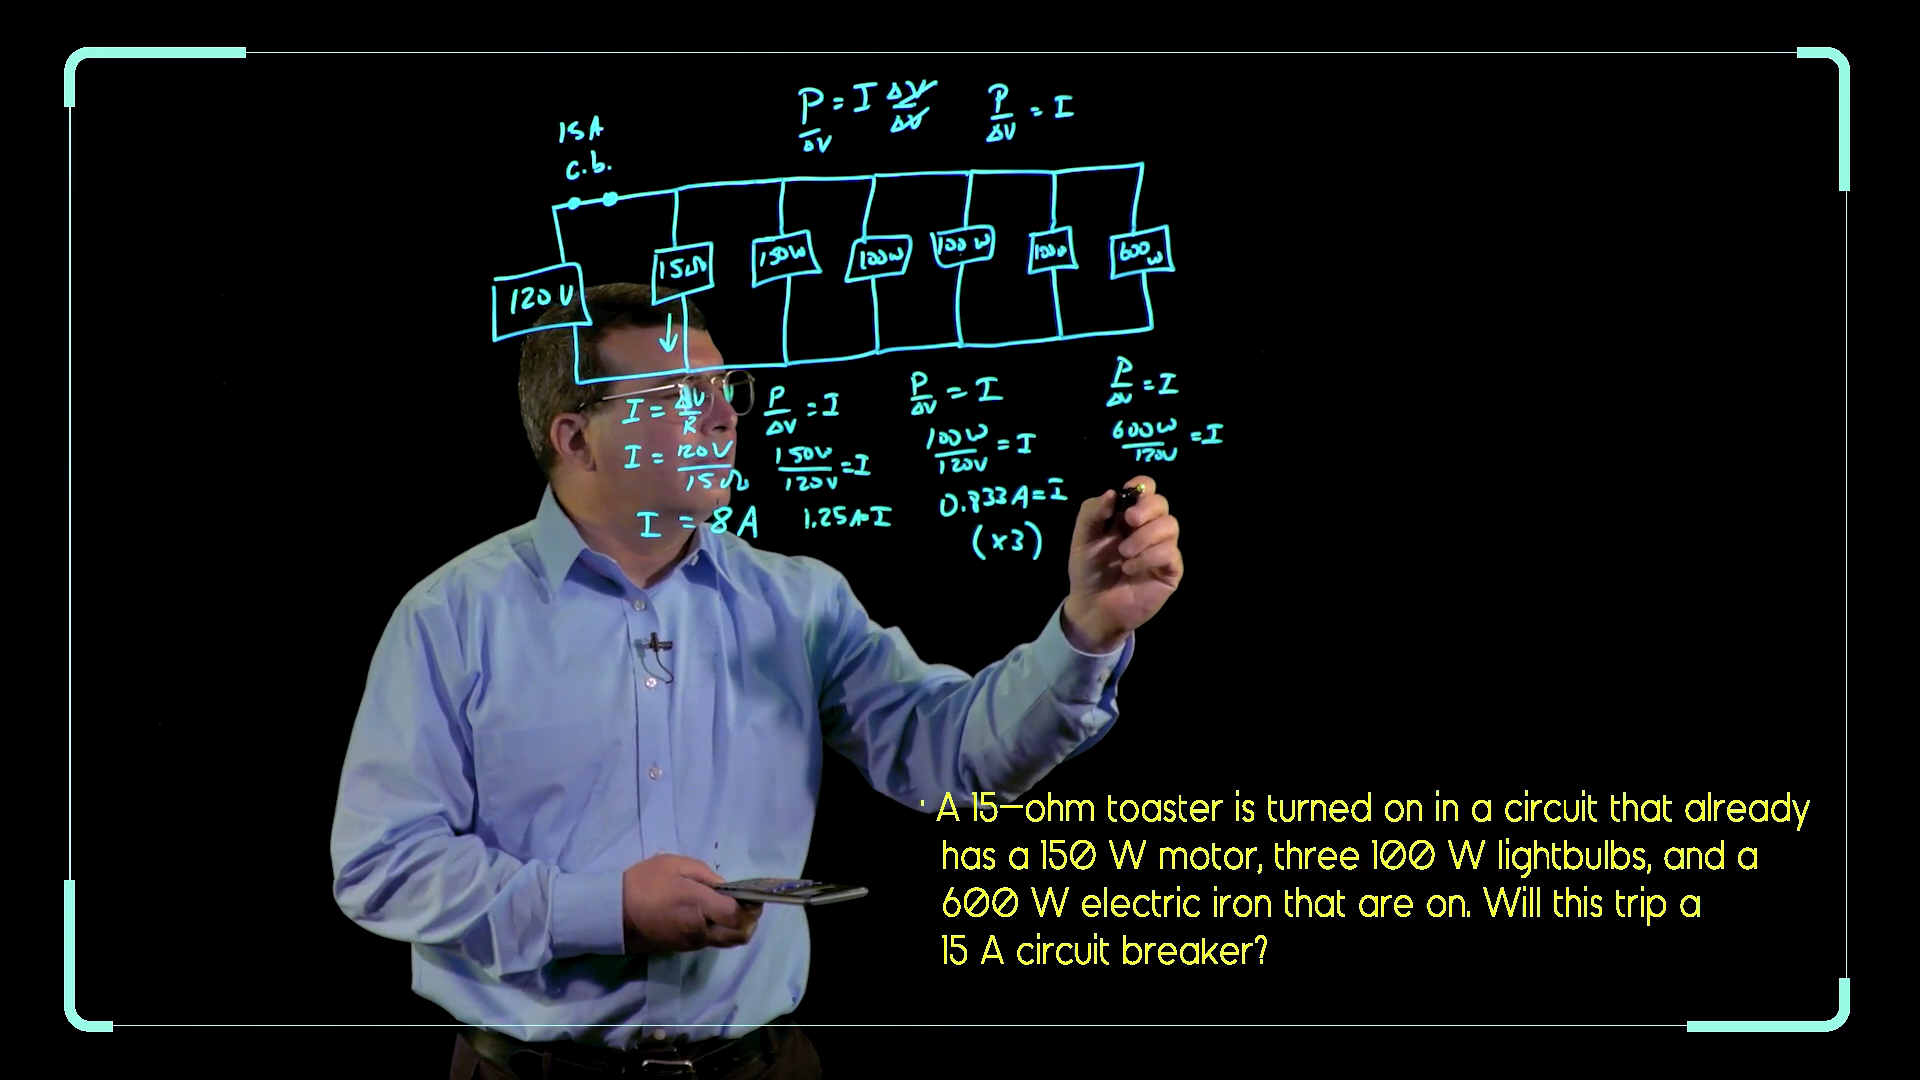 P/ΔV = I ΔV/ΔV
P/ΔV = I
15A
c.b.
120V
15Ω
150W
100W
100W
100W
600W
I = ΔV/R
I = 120V/15Ω
I = 8A
P/ΔV = I
150W/120V = I
1.25A = I
P/ΔV = I
100W/120V = I
0.833A = I
(x3)
P/ΔV = I
600W/120V = I
· A 15-ohm toaster is turned on in a circuit that already
has a 150 W motor, three 100 W lightbulbs, and a
600 W electric iron that are on. Will this trip a
15 A circuit breaker?